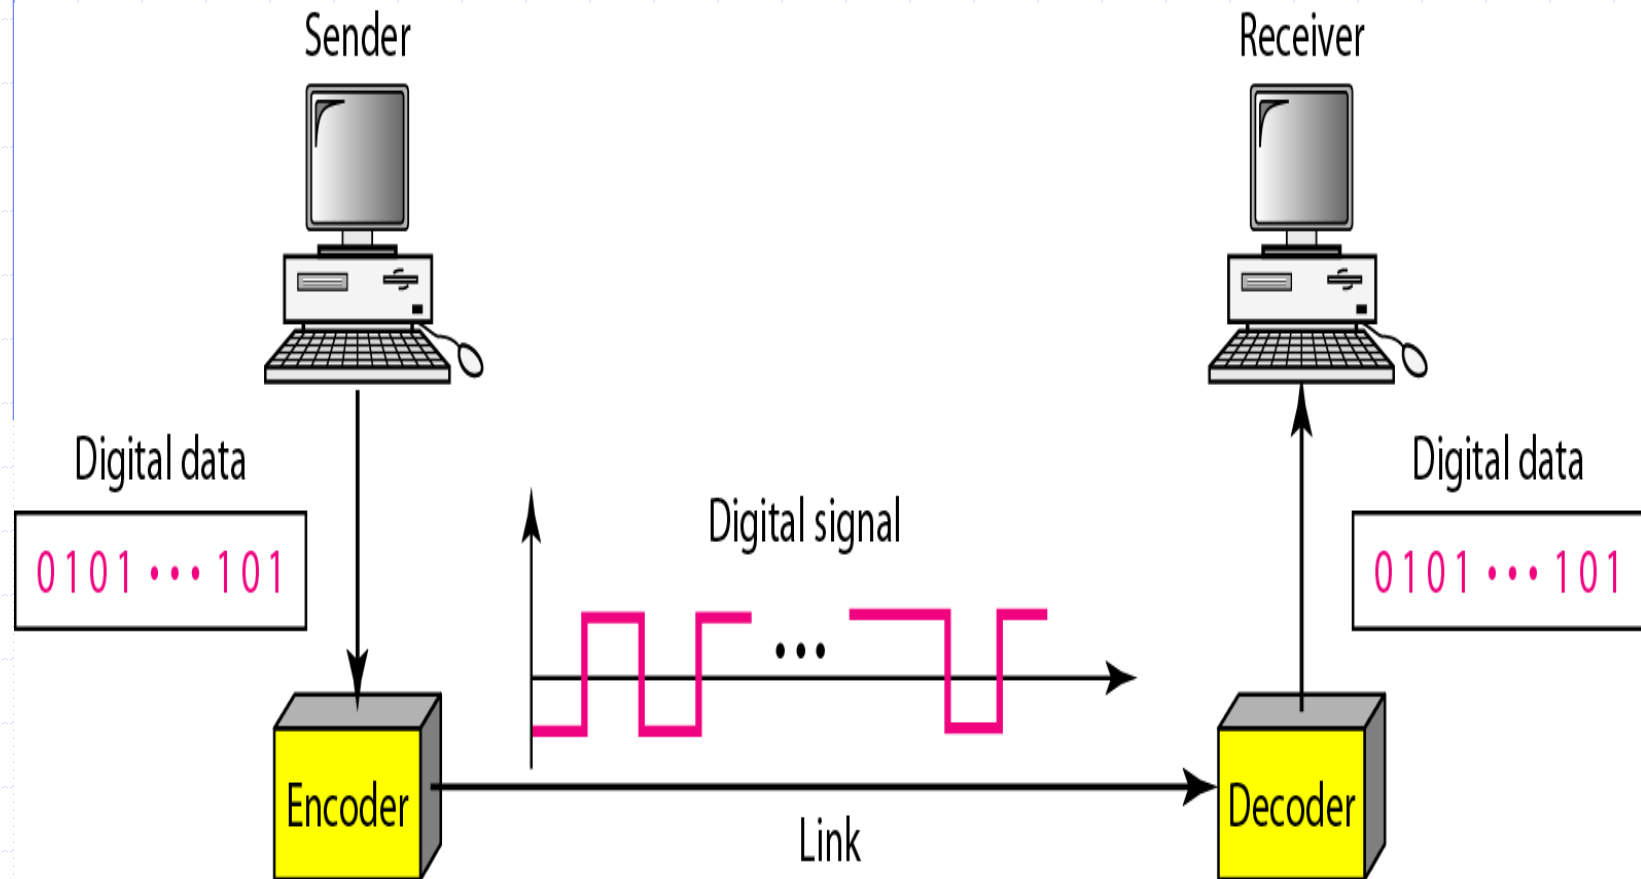 Sender
Receiver
Digital data
Digital signal
Digital data
0101 ••• 101
•••
0101 ••• 101
Encoder
Link
Decoder